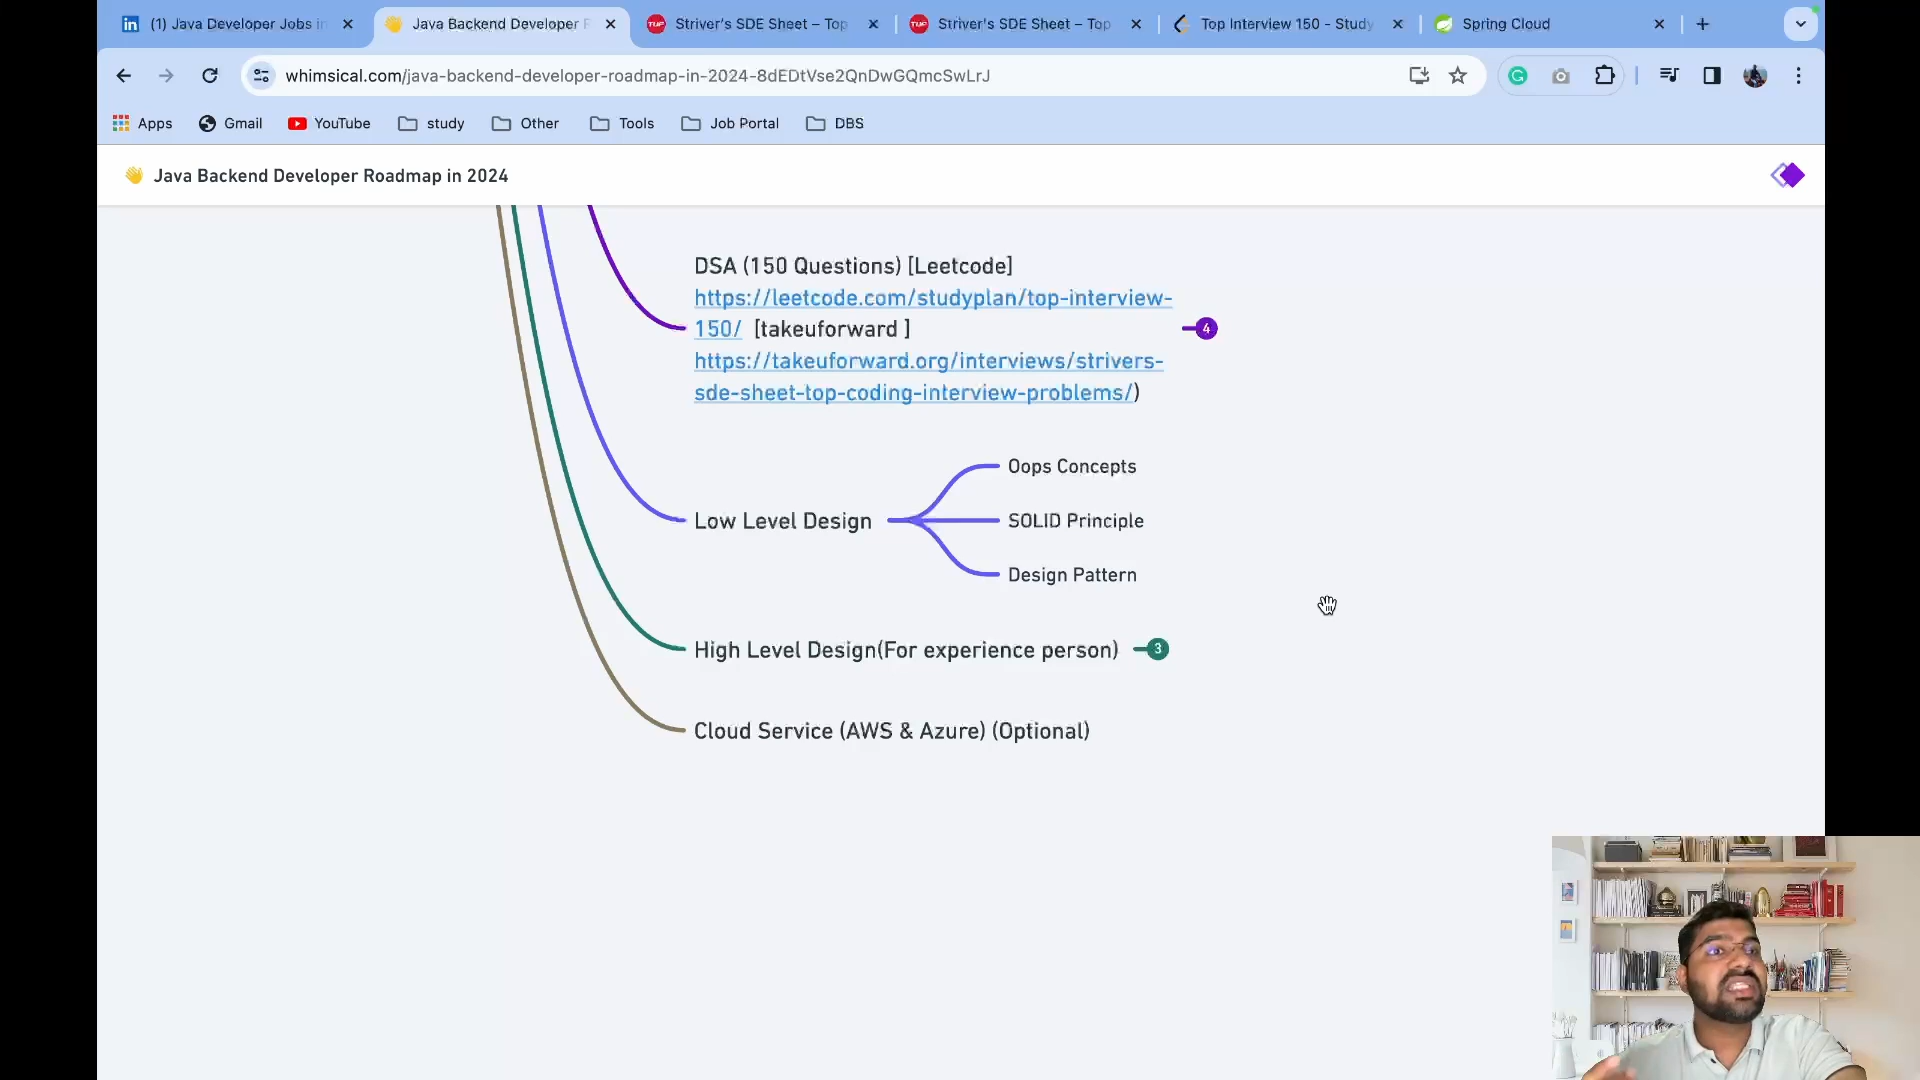 (1) Java Developer Jobs in
Java Backend Developer R
Striver's SDE Sheet – Top
Striver's SDE Sheet – Top
Top Interview 150 - Study
Spring Cloud
whimsical.com/java-backend-developer-roadmap-in-2024-8dEDtVse2QnDwGQmcSwLrJ
Apps
Gmail
YouTube
study
Other
Tools
Job Portal
DBS
👋 Java Backend Developer Roadmap in 2024
DSA (150 Questions) [Leetcode]
https://leetcode.com/studyplan/top-interview-
150/ [takeuforward ]
4
https://takeuforward.org/interviews/strivers-
sde-sheet-top-coding-interview-problems/)
Oops Concepts
Low Level Design
SOLID Principle
Design Pattern
High Level Design(For experience person)
3
Cloud Service (AWS & Azure) (Optional)